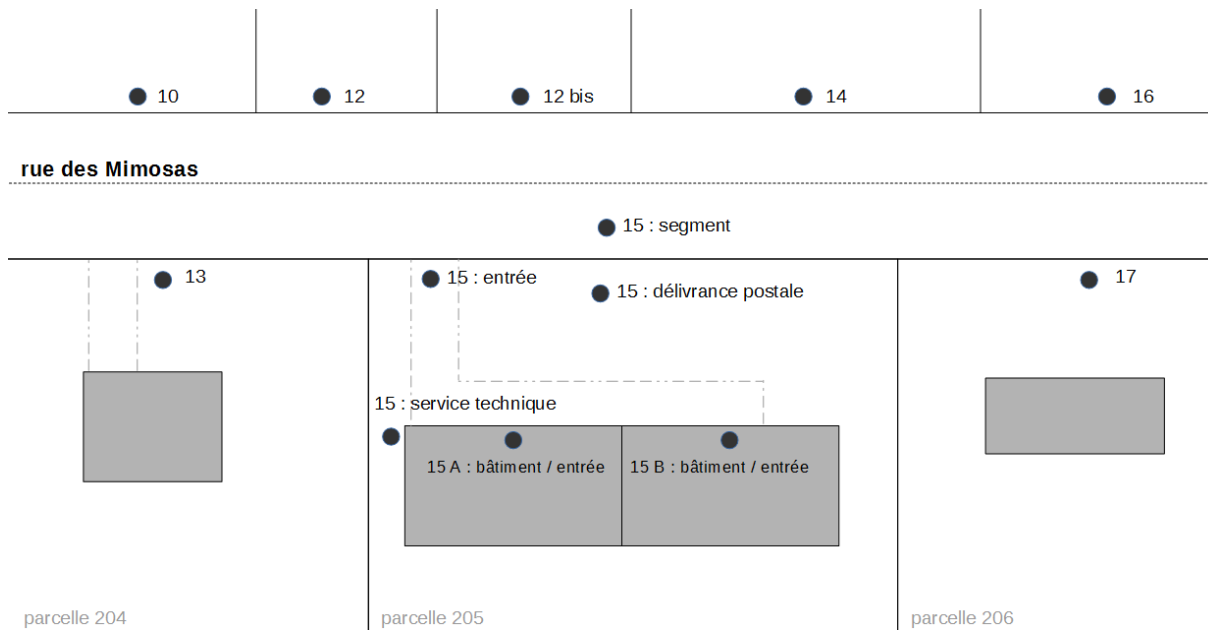 10
12
12 bis
14
16
rue des Mimosas
15 : segment
13
15 : entrée
15 : délivrance postale
17
15 : service technique
15 A : bâtiment / entrée
15 B : bâtiment / entrée
parcelle 204
parcelle 205
parcelle 206